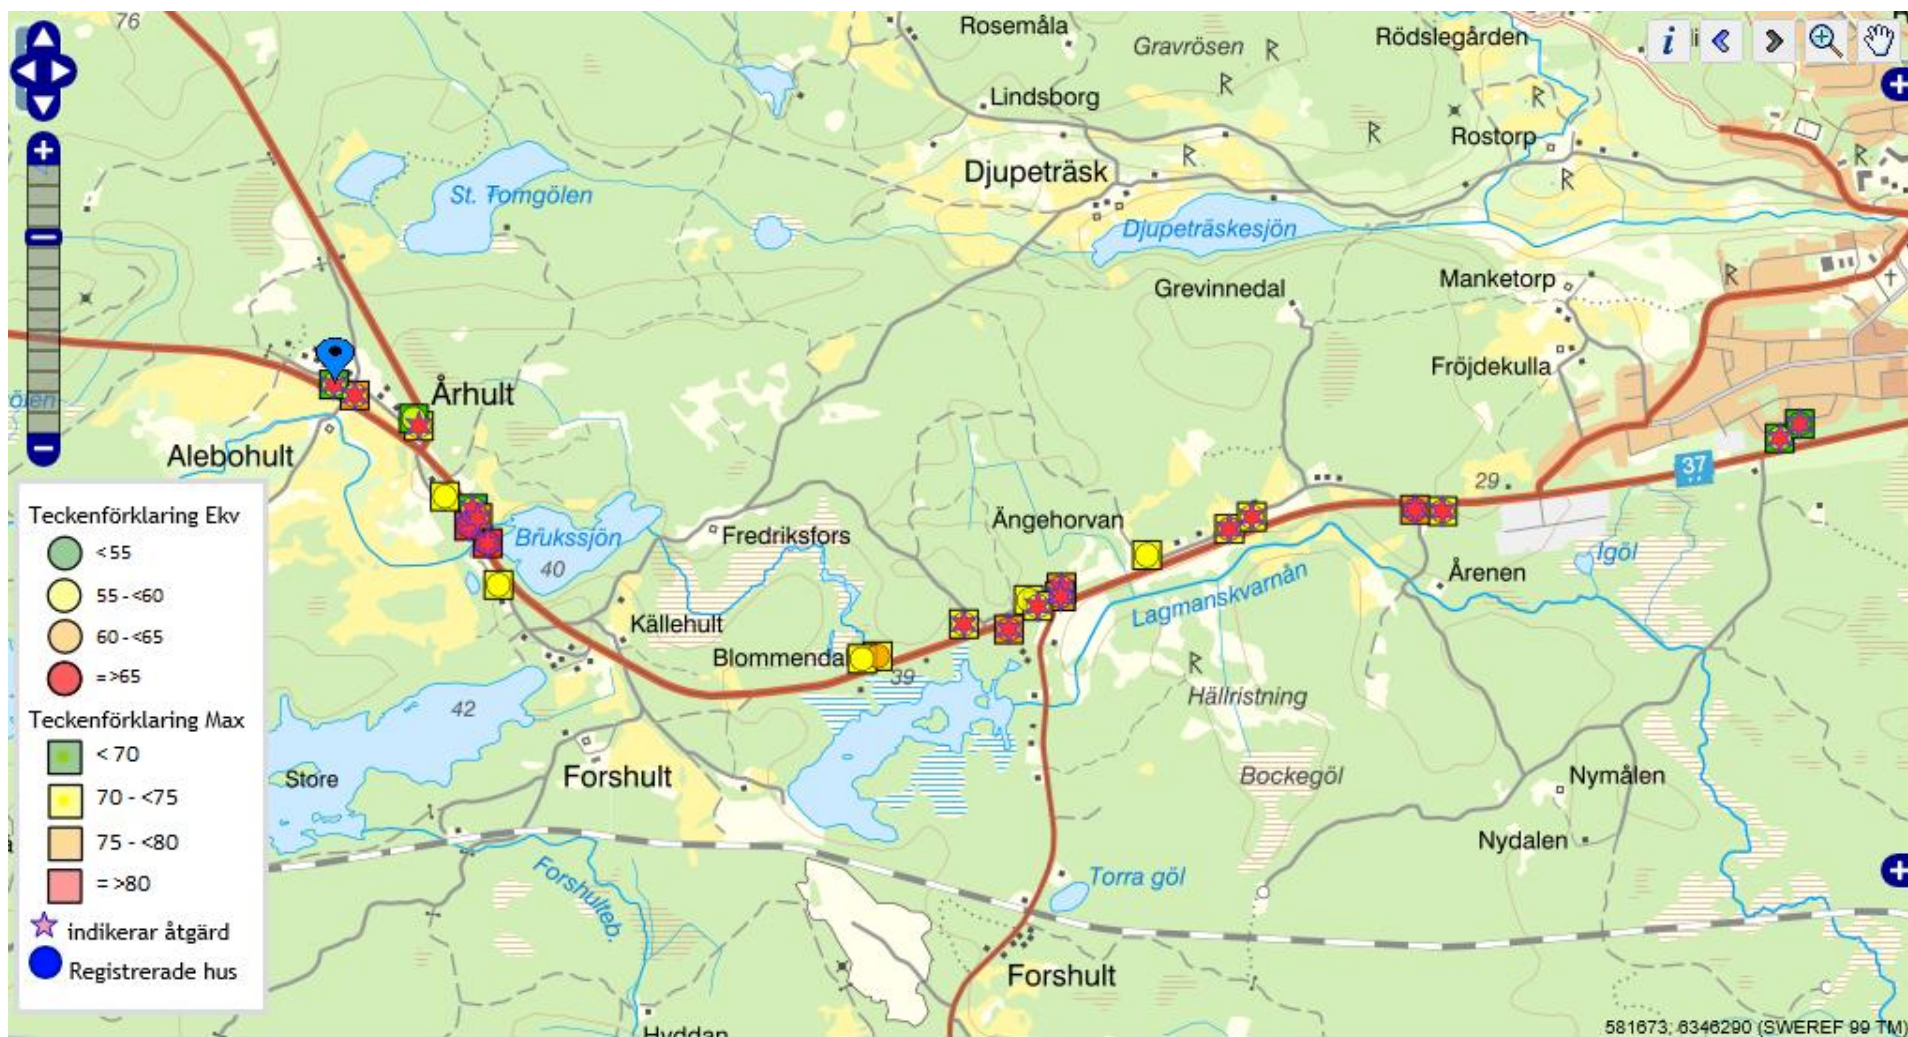 76
Rosemåla
Gravrösen
R
Rödslegården
i
R
Lindsborg
R
R
Rostorp
R
R
Djupeträsk
R
R
St. Tomgölen
Djupeträskesjön
Manketorp
R
Grevinnedal
Fröjdekulla
ölen
Århult
Alebohult
37
29
Teckenförklaring Ekv
<55
55 - <60
60 - <65
=>65
Teckenförklaring Max
< 70
70 - <75
75 - <80
= >80
indikerar åtgärd
Registrerade hus
Brukssjön
40
Fredriksfors
Ängehorvan
Igöl
Årenen
Lagmanskvarnån
Källehult
Blommendal
39
R
Hällristning
42
Store
Forshult
Bockegöl
Nymålen
Nydalen
Forshulteb.
Torra göl
Forshult
Hyddan
581673, 6346290 (SWEREF 99 TM)